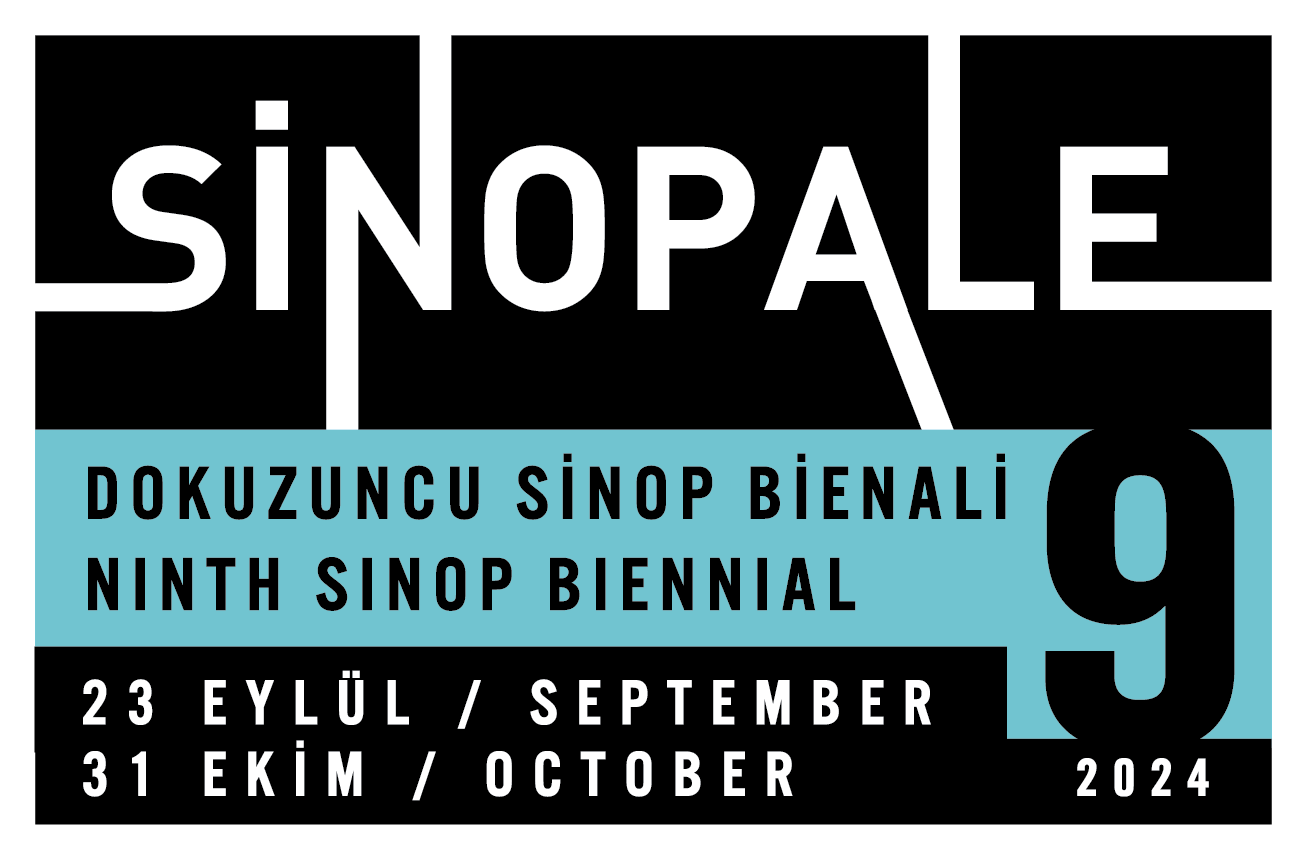 SİNOPALE
DOKUZUNCU SİNOP BİENALİ
NINTH SINOP BIENNIAL
9
23 EYLÜL / SEPTEMBER
31 EKİM / OCTOBER
2024